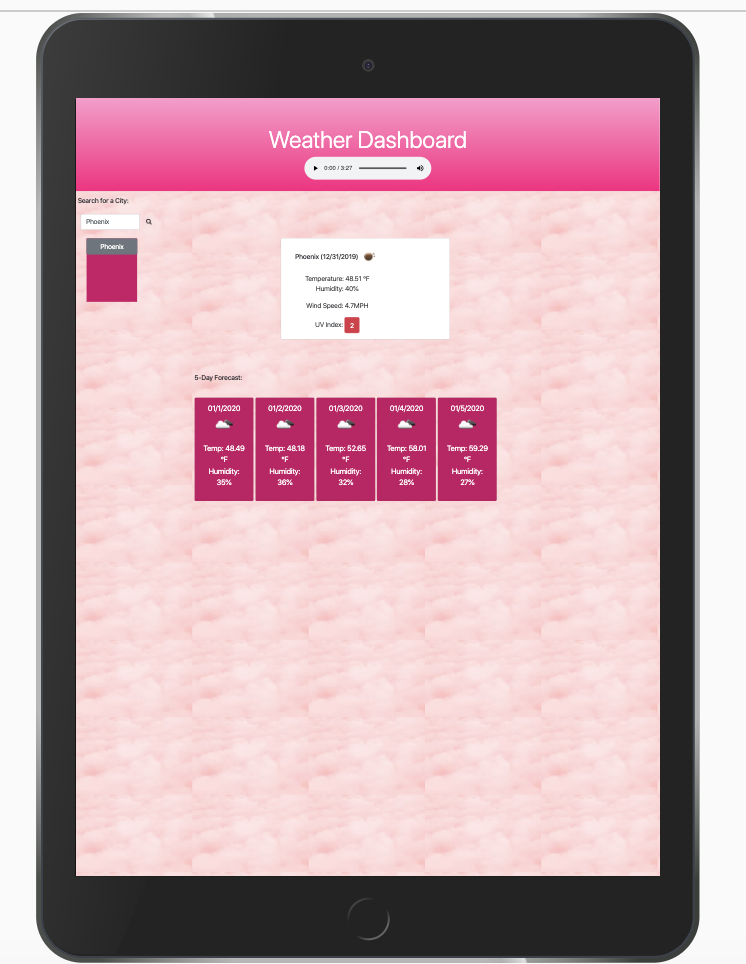 Weather Dashboard
0:00 / 3:27
Search for a City:
Phoenix
Phoenix
Phoenix (12/31/2019)
Temperature: 48.51 °F
Humidity: 40%
Wind Speed: 4.7MPH
UV Index: 2
5-Day Forecast:
01/1/2020
Temp: 48.49
°F
Humidity:
35%
01/2/2020
Temp: 48.18
°F
Humidity:
36%
01/3/2020
Temp: 52.65
°F
Humidity:
32%
01/4/2020
Temp: 58.01
°F
Humidity:
28%
01/5/2020
Temp: 59.29
°F
Humidity:
27%